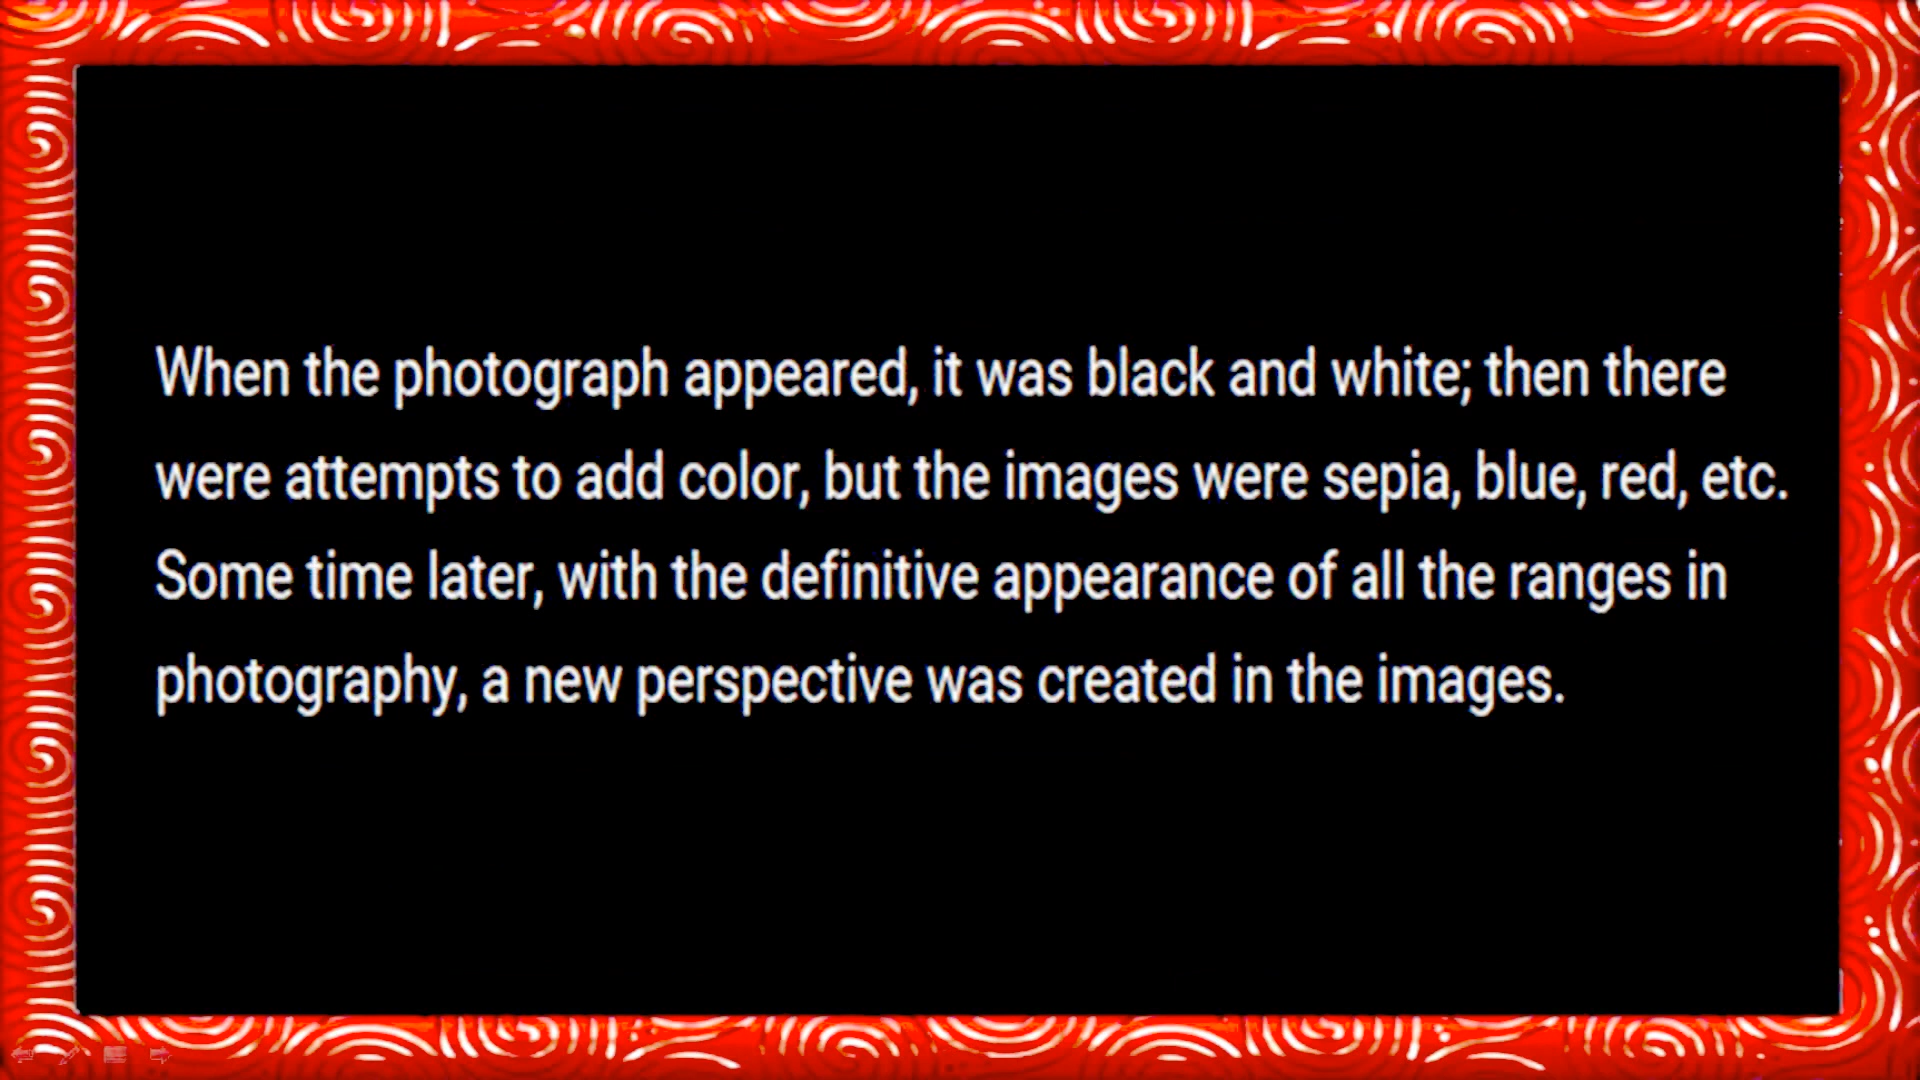 When the photograph appeared, it was black and white; then there
were attempts to add color, but the images were sepia, blue, red, etc.
Some time later, with the definitive appearance of all the ranges in
photography, a new perspective was created in the images.